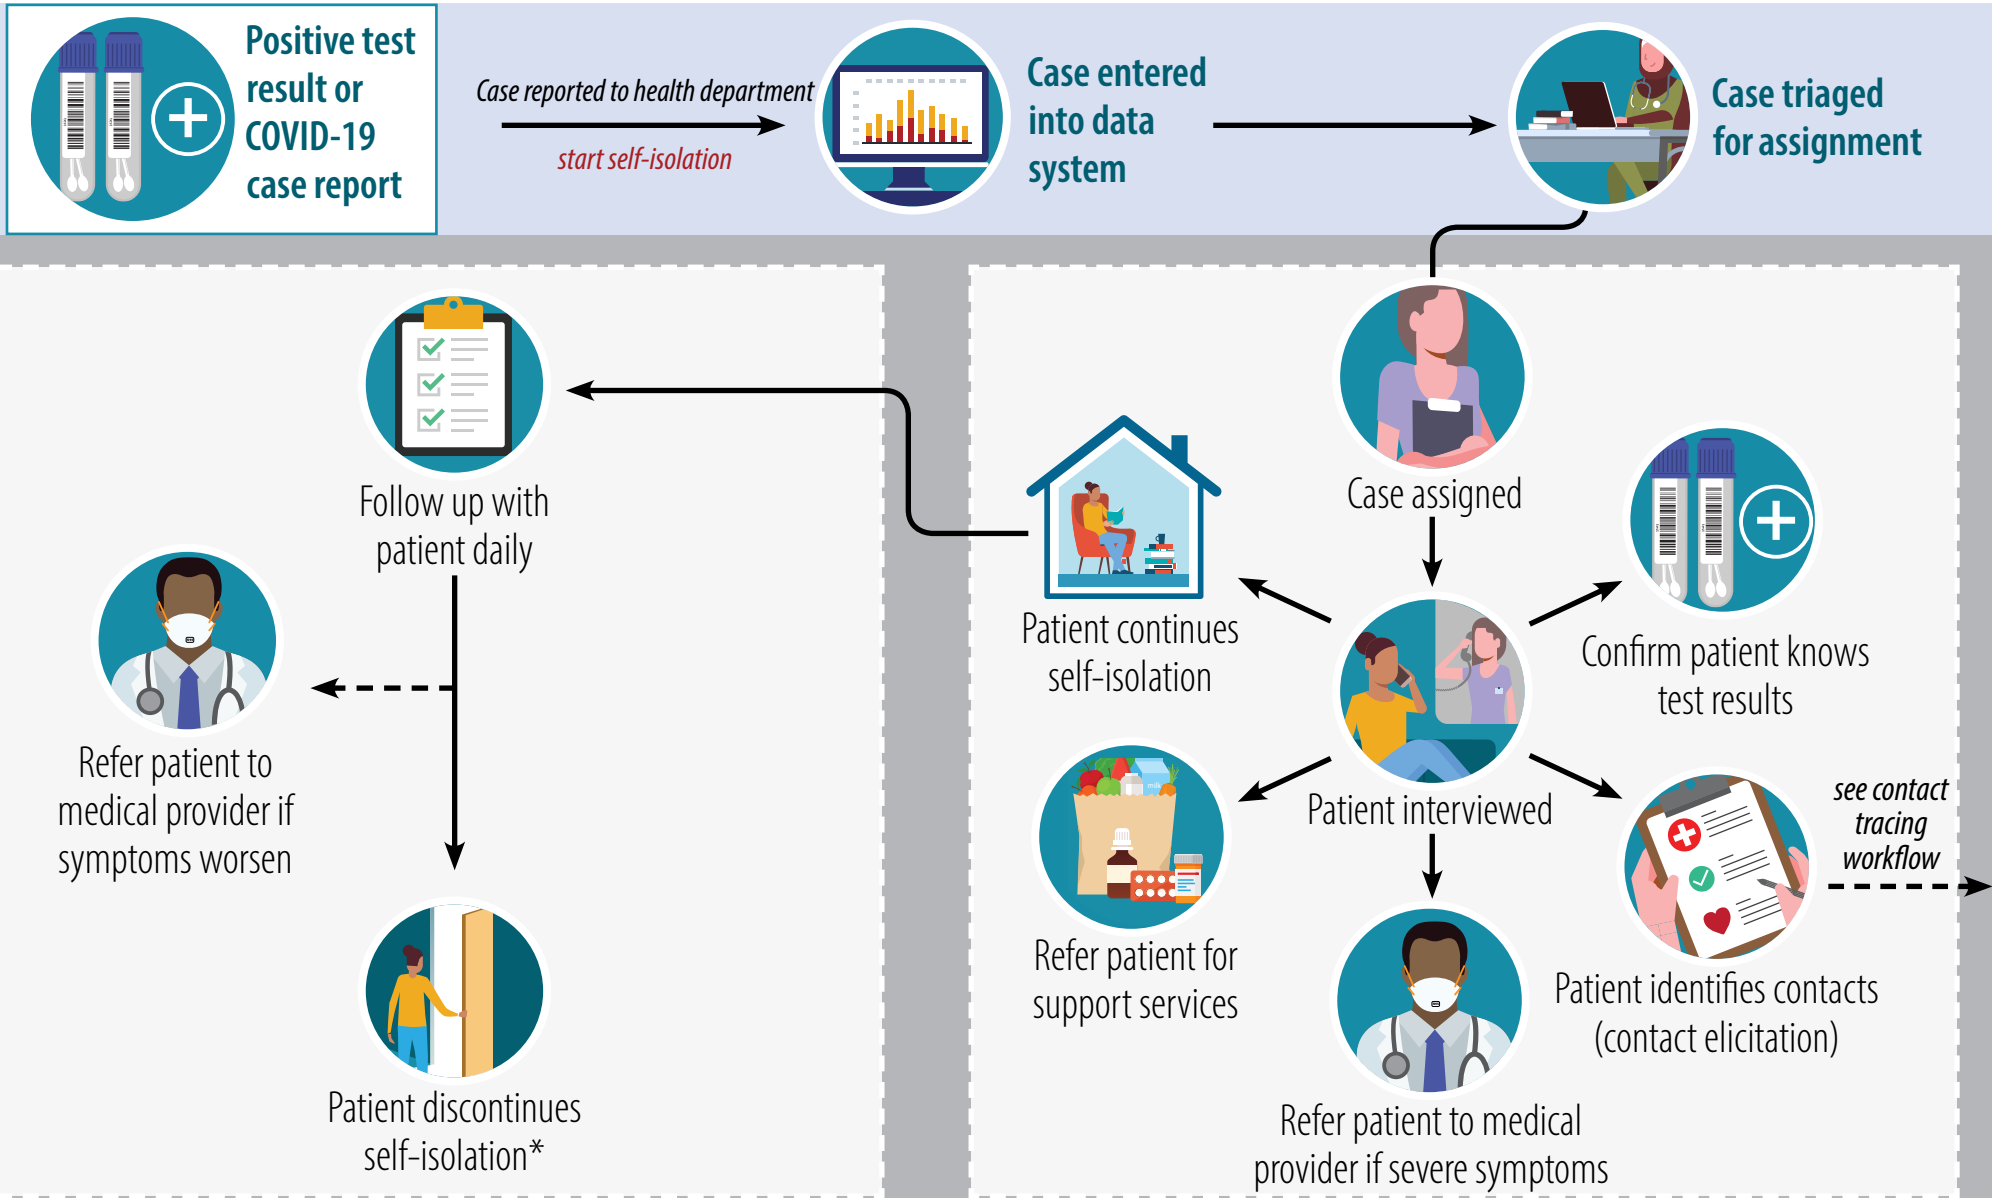 Positive test
result or
COVID-19
case report
Case reported to health department
start self-isolation
Case entered
into data
system
Case triaged
for assignment
Follow up with
patient daily
Refer patient to
medical provider if
symptoms worsen
Patient discontinues
self-isolation*
Case assigned
Patient continues
self-isolation
Confirm patient knows
test results
Patient interviewed
Refer patient for
support services
milk
see contact
tracing
workflow
Patient identifies contacts
(contact elicitation)
Refer patient to medical
provider if severe symptoms